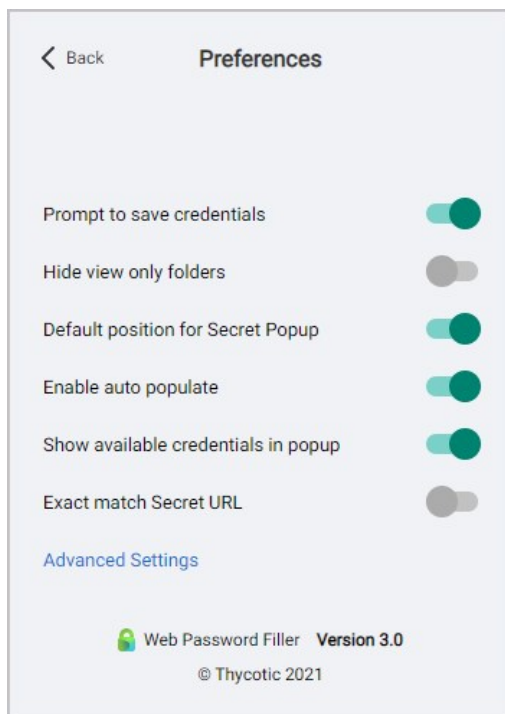 Back Preferences
Prompt to save credentials
Hide view only folders
Default position for Secret Popup
Enable auto populate
Show available credentials in popup
Exact match Secret URL
Advanced Settings
Web Password Filler Version 3.0
© Thycotic 2021